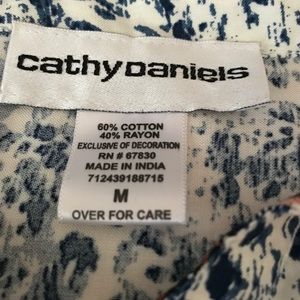 cathy Daniels
60% COTTON
40% RAYON
EXCLUSIVE OF DECORATION
RN # 67830
MADE IN INDIA
712439188715
M
OVER FOR CARE